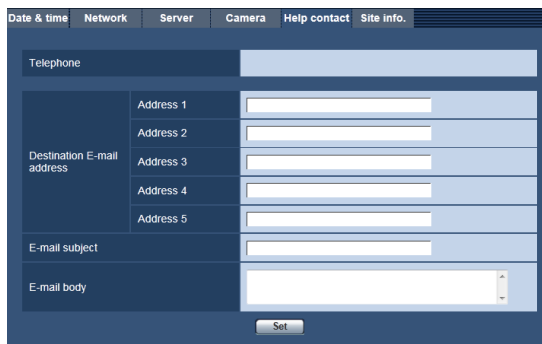 Date & time Network Server Camera Help contact Site info.
Telephone
Destination E-mail
address
Address 1
Address 2
Address 3
Address 4
Address 5
E-mail subject
E-mail body
Set